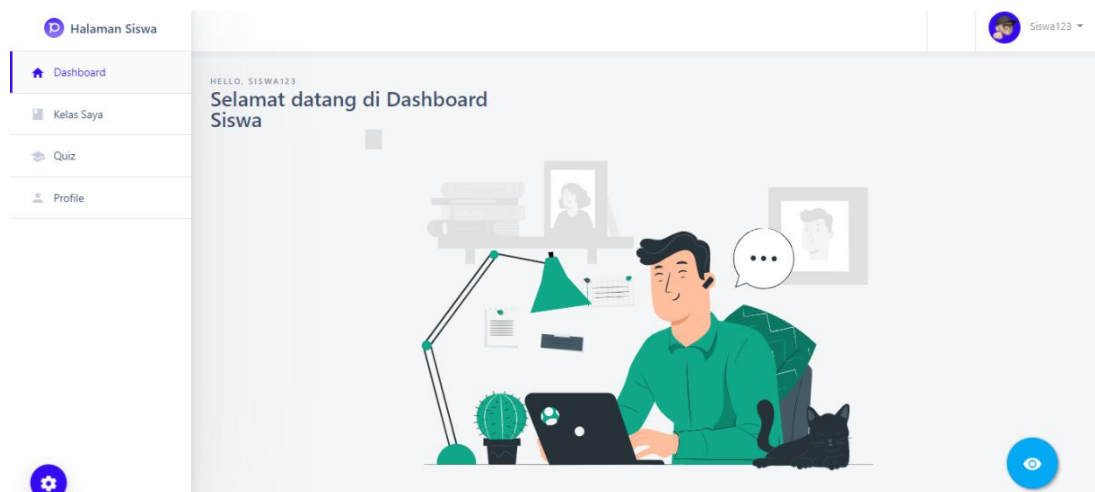 Halaman Siswa
Siswa123
Dashboard
Kelas Saya
Quiz
Profile
HELLO, SISWA123
Selamat datang di Dashboard
Siswa